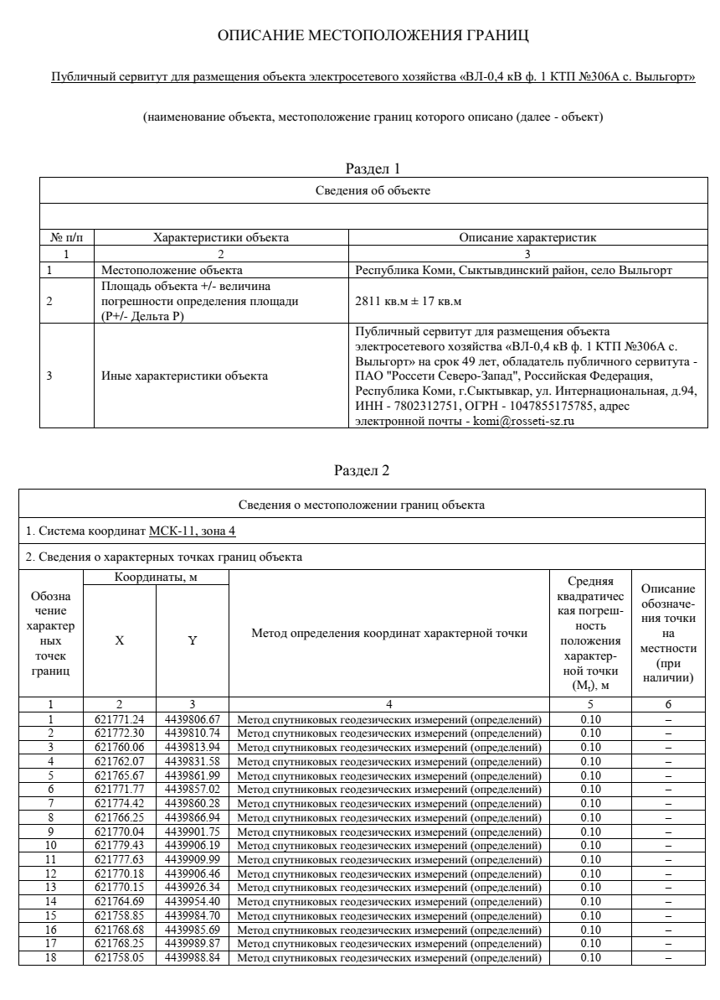 ОПИСАНИЕ МЕСТОПОЛОЖЕНИЯ ГРАНИЦ
Публичный сервитут для размещения объекта электросетевого хозяйства «ВЛ-0,4 кВ ф. 1 КТП №306А с. Выльгорт»
(наименование объекта, местоположение границ которого описано (далее - объект)
Раздел 1
Сведения об объекте
№ п/п Характеристики объекта Описание характеристик
1 2 3
1 Местоположение объекта Республика Коми, Сыктывдинский район, село Выльгорт
2 Площадь объекта +/- величина
погрешности определения площади
(Р+/- Дельта Р)
2811 кв.м ± 17 кв.м
3 Иные характеристики объекта
Публичный сервитут для размещения объекта
электросетевого хозяйства «ВЛ-0,4 кВ ф. 1 КТП №306А с.
Выльгорт» на срок 49 лет, обладатель публичного сервитута -
ПАО "Россети Северо-Запад", Российская Федерация,
Республика Коми, г.Сыктывкар, ул. Интернациональная, д.94,
ИНН - 7802312751, ОГРН - 1047855175785, адрес
электронной почты - komi@rosseti-sz.ru
Раздел 2
Сведения о местоположении границ объекта
1. Система координат МСК-11, зона 4
2. Сведения о характерных точках границ объекта
Обозна
чение
характер
ных
точек
границ
Координаты, м
X Y
Метод определения координат характерной точки
Средняя
квадратичес
кая погреш-
ность
положения
характер-
ной точки
(Mt), м
Описание
обозначе-
ния точки
на
местности
(при
наличии)
1 2 3 4 5 6
1 621771.24 4439806.67 Метод спутниковых геодезических измерений (определений) 0.10 –
2 621772.30 4439810.74 Метод спутниковых геодезических измерений (определений) 0.10 –
3 621760.06 4439813.94 Метод спутниковых геодезических измерений (определений) 0.10 –
4 621762.07 4439831.58 Метод спутниковых геодезических измерений (определений) 0.10 –
5 621765.67 4439861.99 Метод спутниковых геодезических измерений (определений) 0.10 –
6 621771.77 4439857.02 Метод спутниковых геодезических измерений (определений) 0.10 –
7 621774.42 4439860.28 Метод спутниковых геодезических измерений (определений) 0.10 –
8 621766.25 4439866.94 Метод спутниковых геодезических измерений (определений) 0.10 –
9 621770.04 4439901.75 Метод спутниковых геодезических измерений (определений) 0.10 –
10 621779.43 4439906.19 Метод спутниковых геодезических измерений (определений) 0.10 –
11 621777.63 4439909.99 Метод спутниковых геодезических измерений (определений) 0.10 –
12 621770.18 4439906.46 Метод спутниковых геодезических измерений (определений) 0.10 –
13 621770.15 4439926.34 Метод спутниковых геодезических измерений (определений) 0.10 –
14 621764.69 4439954.40 Метод спутниковых геодезических измерений (определений) 0.10 –
15 621758.85 4439984.70 Метод спутниковых геодезических измерений (определений) 0.10 –
16 621768.68 4439985.69 Метод спутниковых геодезических измерений (определений) 0.10 –
17 621768.25 4439989.87 Метод спутниковых геодезических измерений (определений) 0.10 –
18 621758.05 4439988.84 Метод спутниковых геодезических измерений (определений) 0.10 –